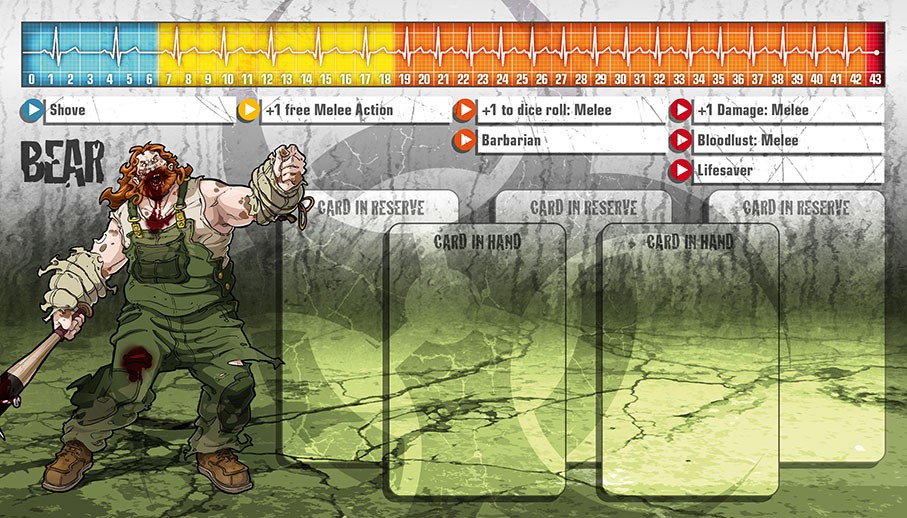 0 1 2 3 4 5 6 7 8 9 10 11 12 13 14 15 16 17 18 19 20 21 22 23 24 25 26 27 28 29 30 31 32 33 34 35 36 37 38 39 40 41 42 43
Shove +1 free Melee Action +1 to dice roll: Melee +1 Damage: Melee
Barbarian Bloodlust: Melee
BEAR
Lifesaver
CARD IN RESERVE CARD IN RESERVE CARD IN RESERVE
CARD IN HAND CARD IN HAND